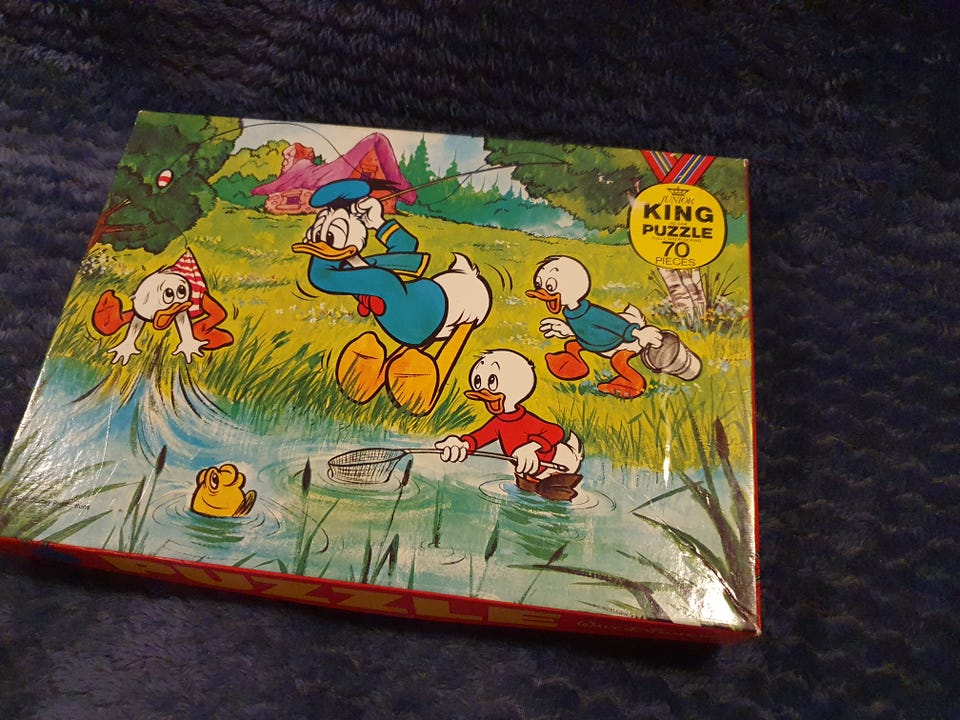 JUNIOR
KING
PUZZLE
70
PIECES
PUZZLE